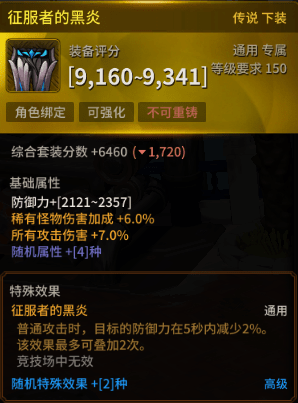 征服者的黑炎
传说 下装
装备评分
[9,160~9,341]
通用 专属
等级要求 150
角色绑定 可强化 不可重铸
综合套装分数 +6460 (▼1,720)
基础属性
防御力+[2121~2357]
稀有怪物伤害加成 +6.0%
所有攻击伤害 +7.0%
随机属性 +[4]种
特殊效果
征服者的黑炎 通用
普通攻击时，目标的防御力在5秒内减少2%。
该效果最多可叠加2次。
竞技场中无效
随机特殊效果 +[2]种 高级